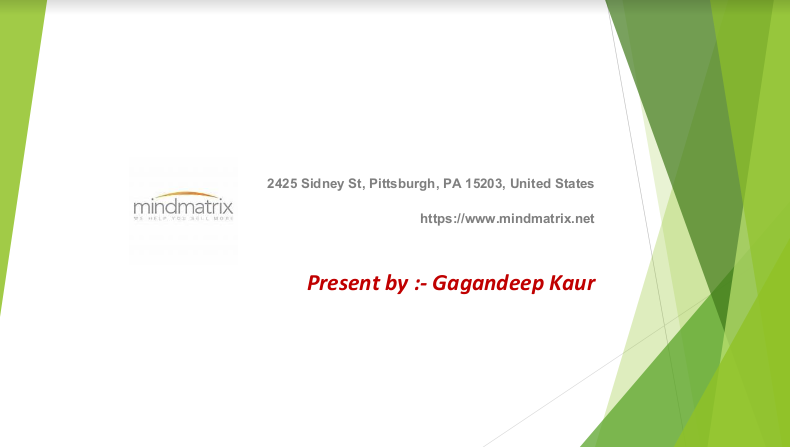 2425 Sidney St, Pittsburgh, PA 15203, United States
mindmatrix
WE HELP YOU SELL MORE
https://www.mindmatrix.net
Present by :- Gagandeep Kaur